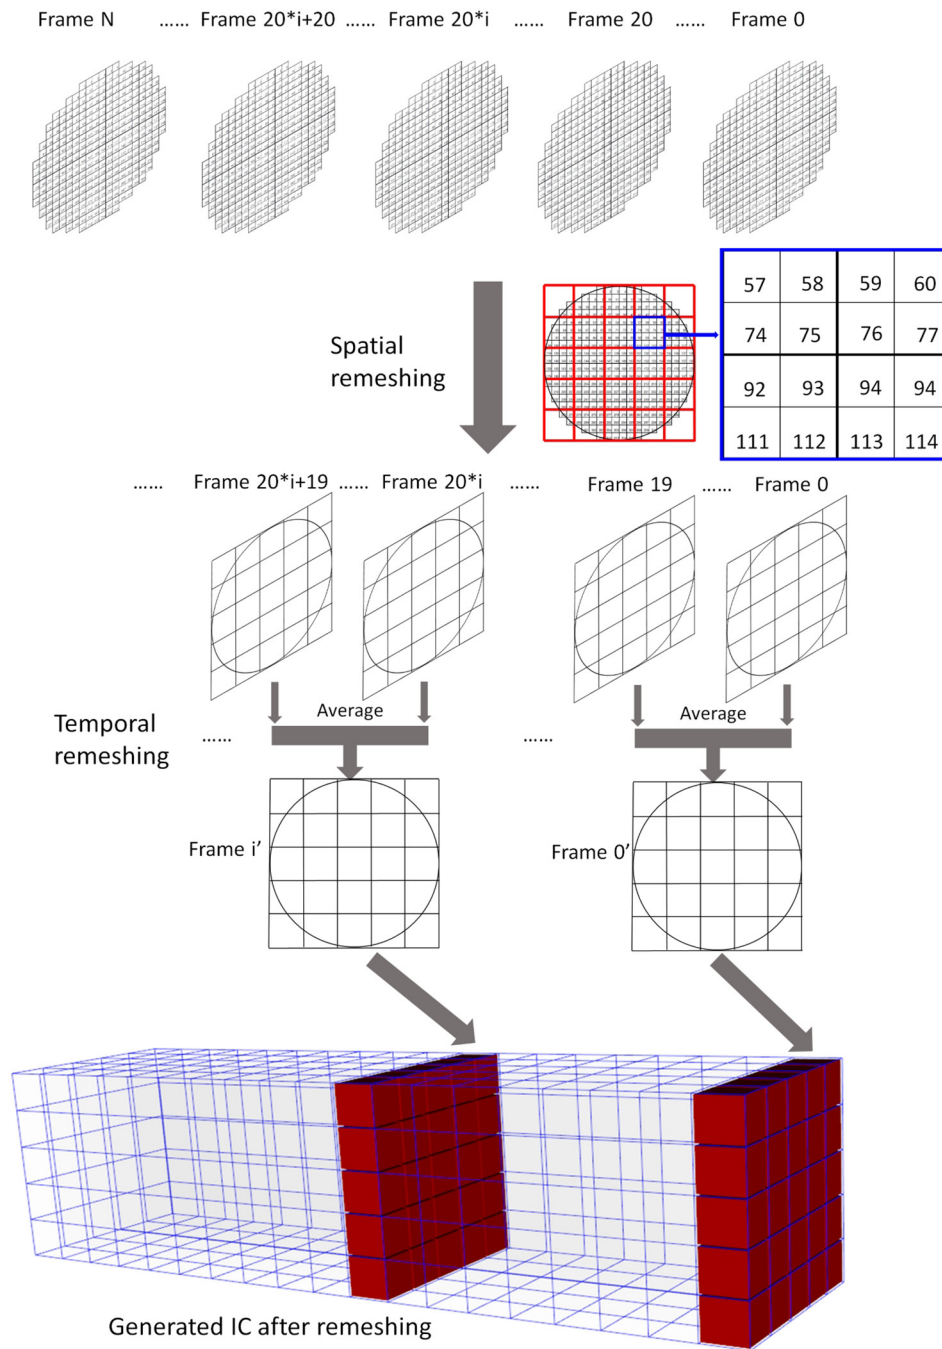 Frame N ...... Frame 20*i+20 ...... Frame 20*i ...... Frame 20 ...... Frame 0
57 58 59 60
74 75 76 77
92 93 94 94
111 112 113 114
Spatial
remeshing
...... Frame 20*i+19 ...... Frame 20*i ...... Frame 19 ...... Frame 0
Average Average
Temporal
remeshing
...... ......
Frame i’ Frame 0’
Generated IC after remeshing